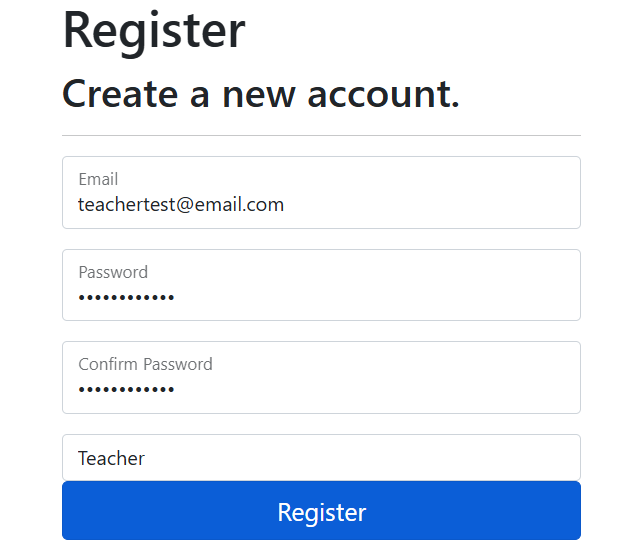 Register
Create a new account.
Email
teachertest@email.com
Password
••••••••••••
Confirm Password
••••••••••••
Teacher
Register